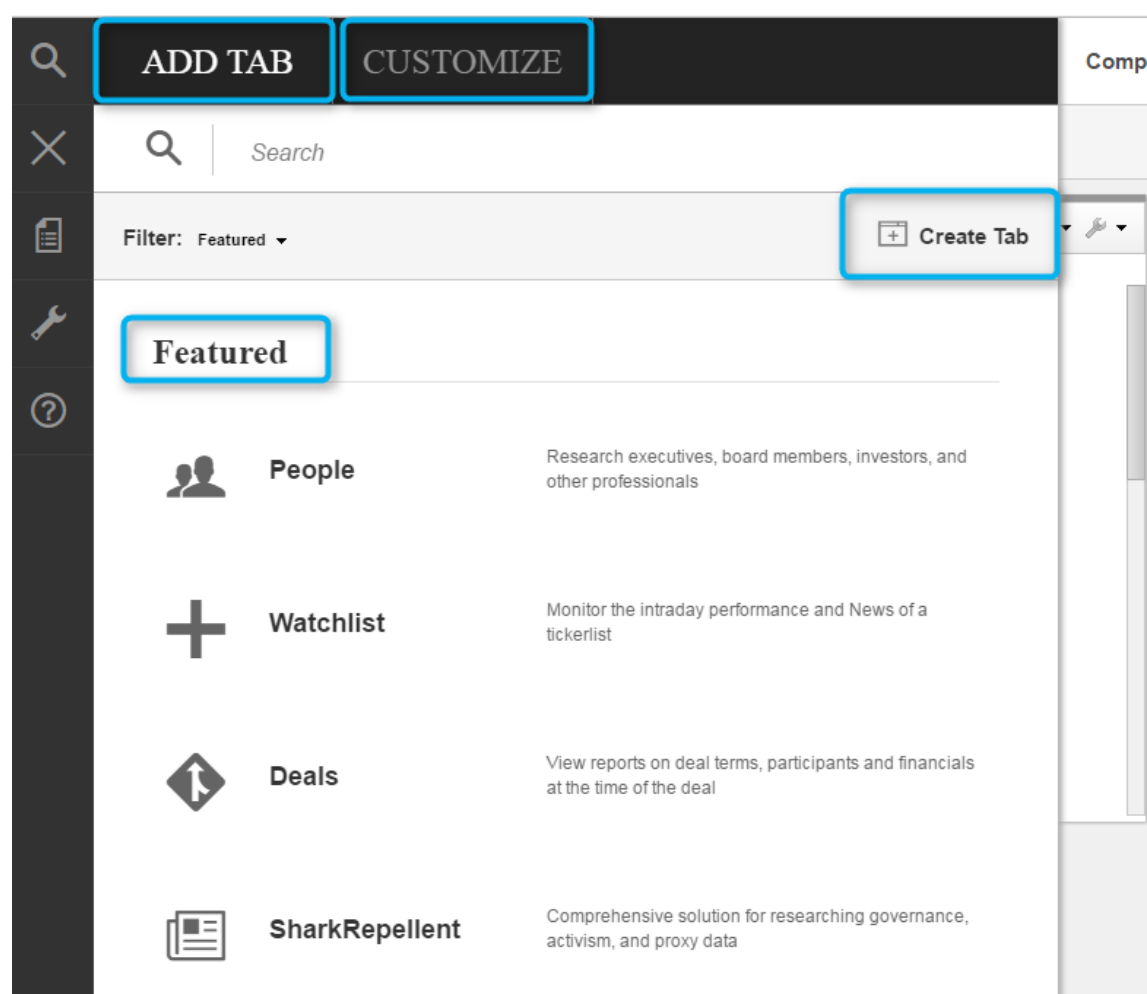 ADD TAB CUSTOMIZE
Comp
Search
Filter: Featured
Create Tab
Featured
People
Research executives, board members, investors, and
other professionals
Watchlist
Monitor the intraday performance and News of a
tickerlist
Deals
View reports on deal terms, participants and financials
at the time of the deal
SharkRepellent
Comprehensive solution for researching governance,
activism, and proxy data